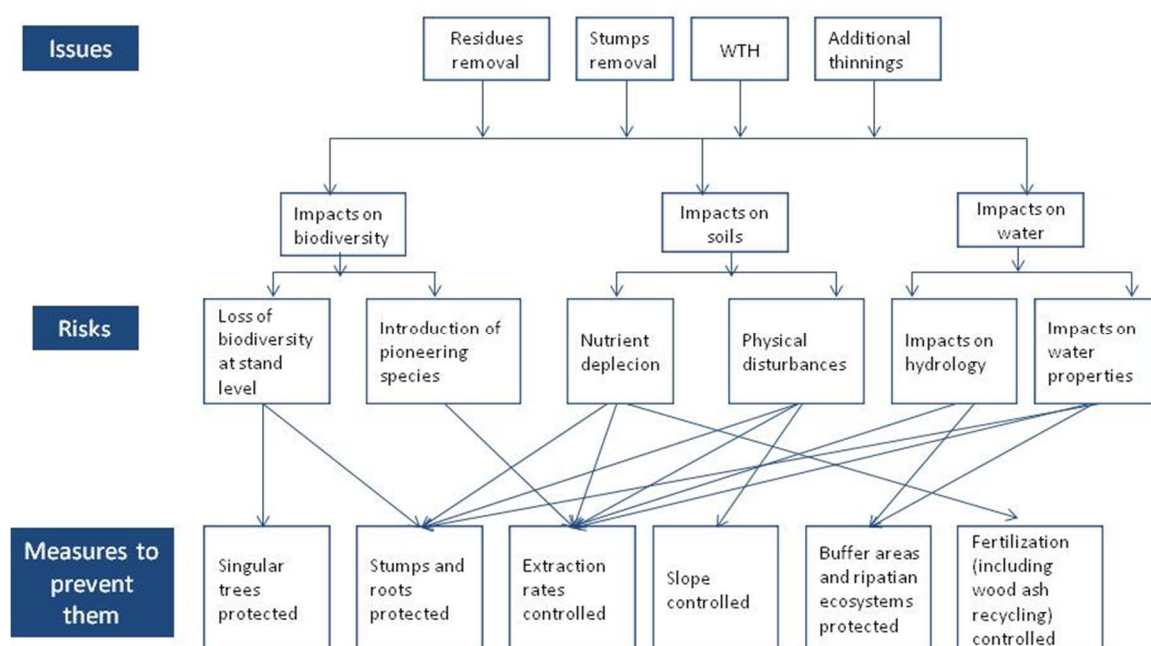 Issues
Residues
removal
Stumps
removal
WTH
Additional
thinnings
Impacts on
biodiversity
Impacts on
soils
Impacts on
water
Risks
Loss of
biodiversity
at stand
level
Introduction of
pioneering
species
Nutrient
deplecion
Physical
disturbances
Impacts on
hydrology
Impacts on
water
properties
Measures to
prevent
them
Singular
trees
protected
Stumps and
roots
protected
Extraction
rates
controlled
Slope
controlled
Buffer areas
and ripatian
ecosystems
protected
Fertilization
(including
wood ash
recycling)
controlled